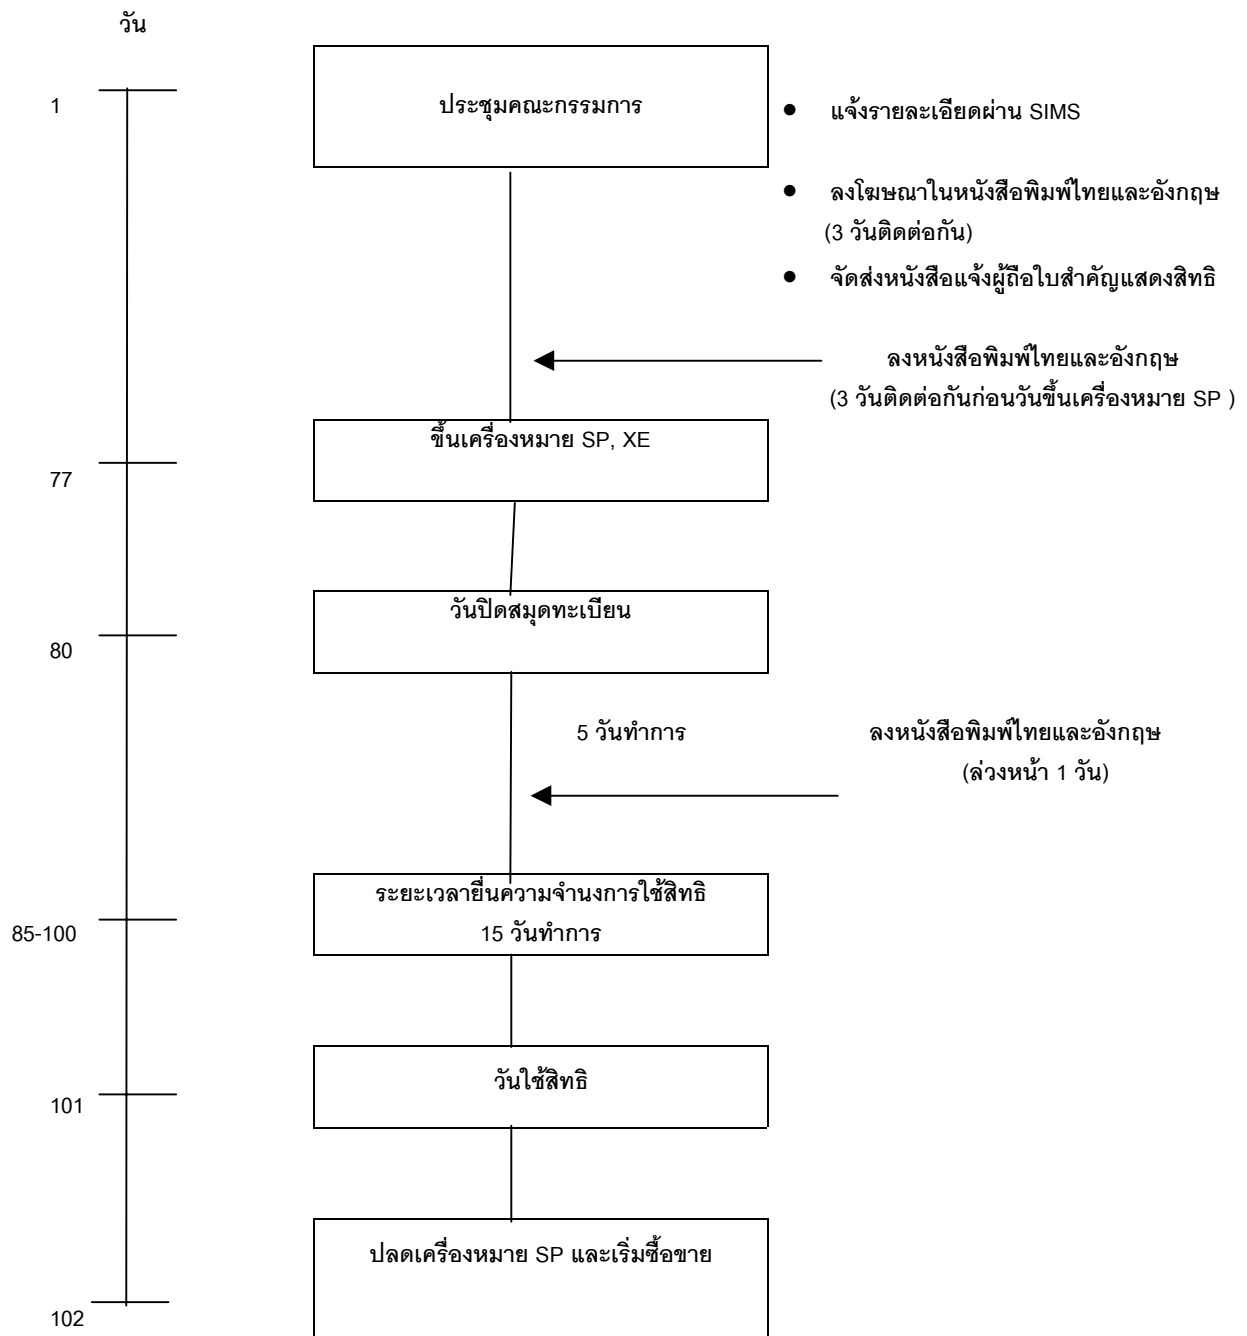 วัน
1
ประชุมคณะกรรมการ
● แจ้งรายละเอียดผ่าน SIMS
● ลงโฆษณาในหนังสือพิมพ์ไทยและอังกฤษ
(3 วันติดต่อกัน)
● จัดส่งหนังสือแจ้งผู้ถือใบสำคัญแสดงสิทธิ
ลงหนังสือพิมพ์ไทยและอังกฤษ
(3 วันติดต่อกันก่อนวันขึ้นเครื่องหมาย SP )
ขึ้นเครื่องหมาย SP, XE
77
วันปิดสมุดทะเบียน
80
5 วันทำการ
ลงหนังสือพิมพ์ไทยและอังกฤษ
(ล่วงหน้า 1 วัน)
ระยะเวลายื่นความจำนงการใช้สิทธิ
15 วันทำการ
85-100
วันใช้สิทธิ
101
ปลดเครื่องหมาย SP และเริ่มซื้อขาย
102